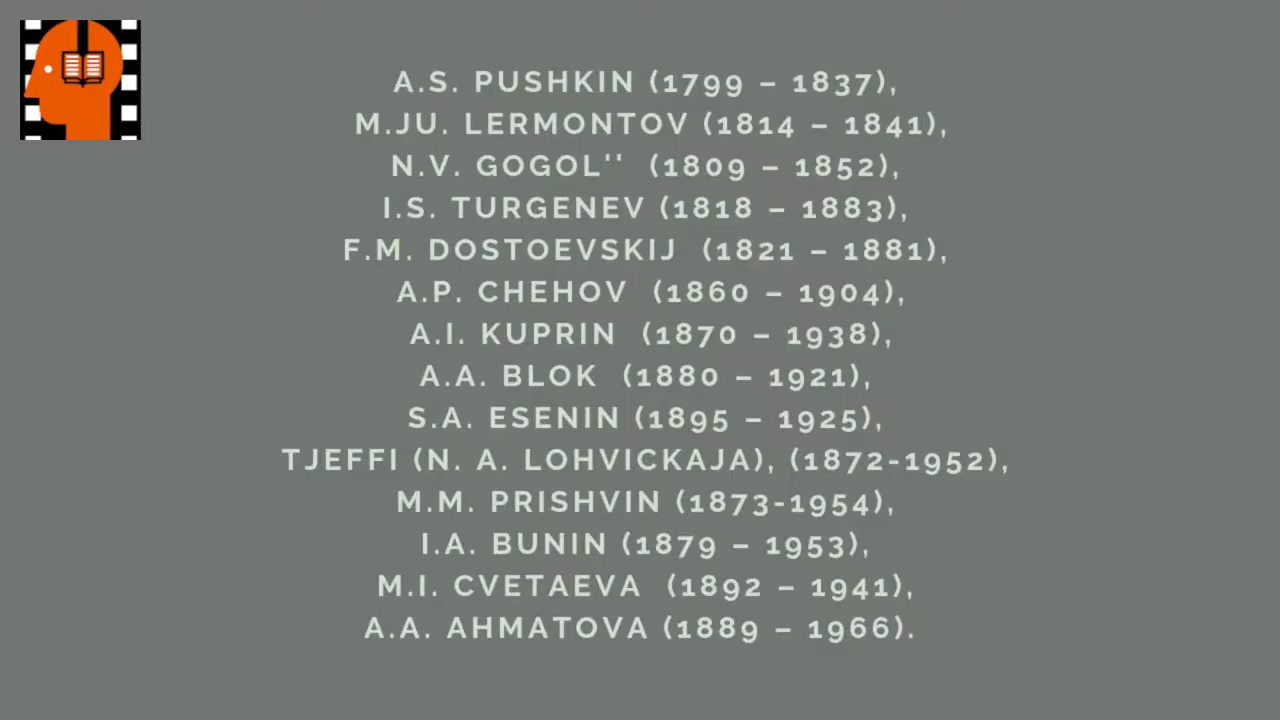 A.S. PUSHKIN (1799 – 1837),
M.JU. LERMONTOV (1814 – 1841),
N.V. GOGOL'' (1809 – 1852),
I.S. TURGENEV (1818 – 1883),
F.M. DOSTOEVSKIJ (1821 – 1881),
A.P. CHEHOV (1860 – 1904),
A.I. KUPRIN (1870 – 1938),
A.A. BLOK (1880 – 1921),
S.A. ESENIN (1895 – 1925),
TJEFFI (N. A. LOHVICKAJA), (1872-1952),
M.M. PRISHVIN (1873-1954),
I.A. BUNIN (1879 – 1953),
M.I. CVETAEVA (1892 – 1941),
A.A. AHMATOVA (1889 – 1966).